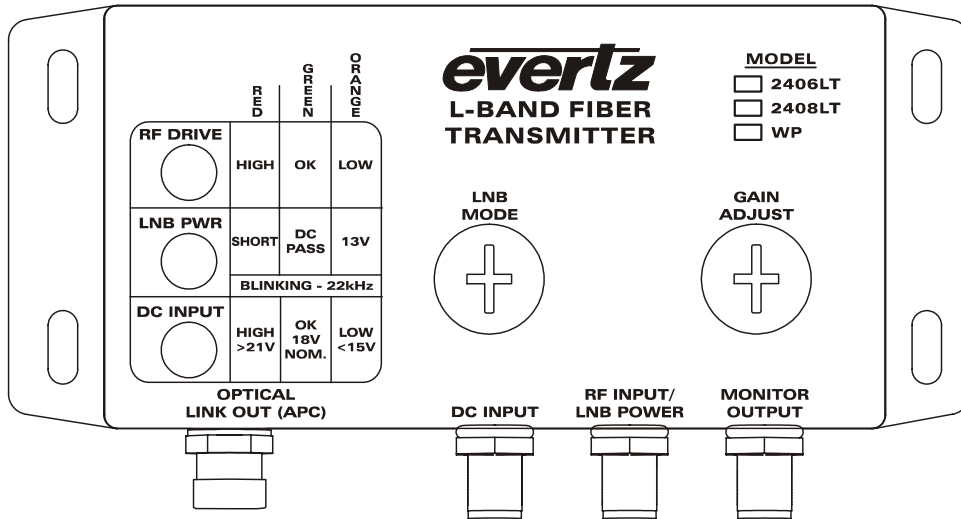 evertz
L-BAND FIBER
TRANSMITTER
MODEL
2406LT
2408LT
WP
RED
GREEN
ORANGE
RF DRIVE
HIGH
OK
LOW
LNB PWR
SHORT
DC
PASS
13V
BLINKING - 22kHz
DC INPUT
HIGH
>21V
OK
18V
NOM.
LOW
<15V
LNB
MODE
GAIN
ADJUST
OPTICAL
LINK OUT (APC)
DC INPUT
RF INPUT/
LNB POWER
MONITOR
OUTPUT